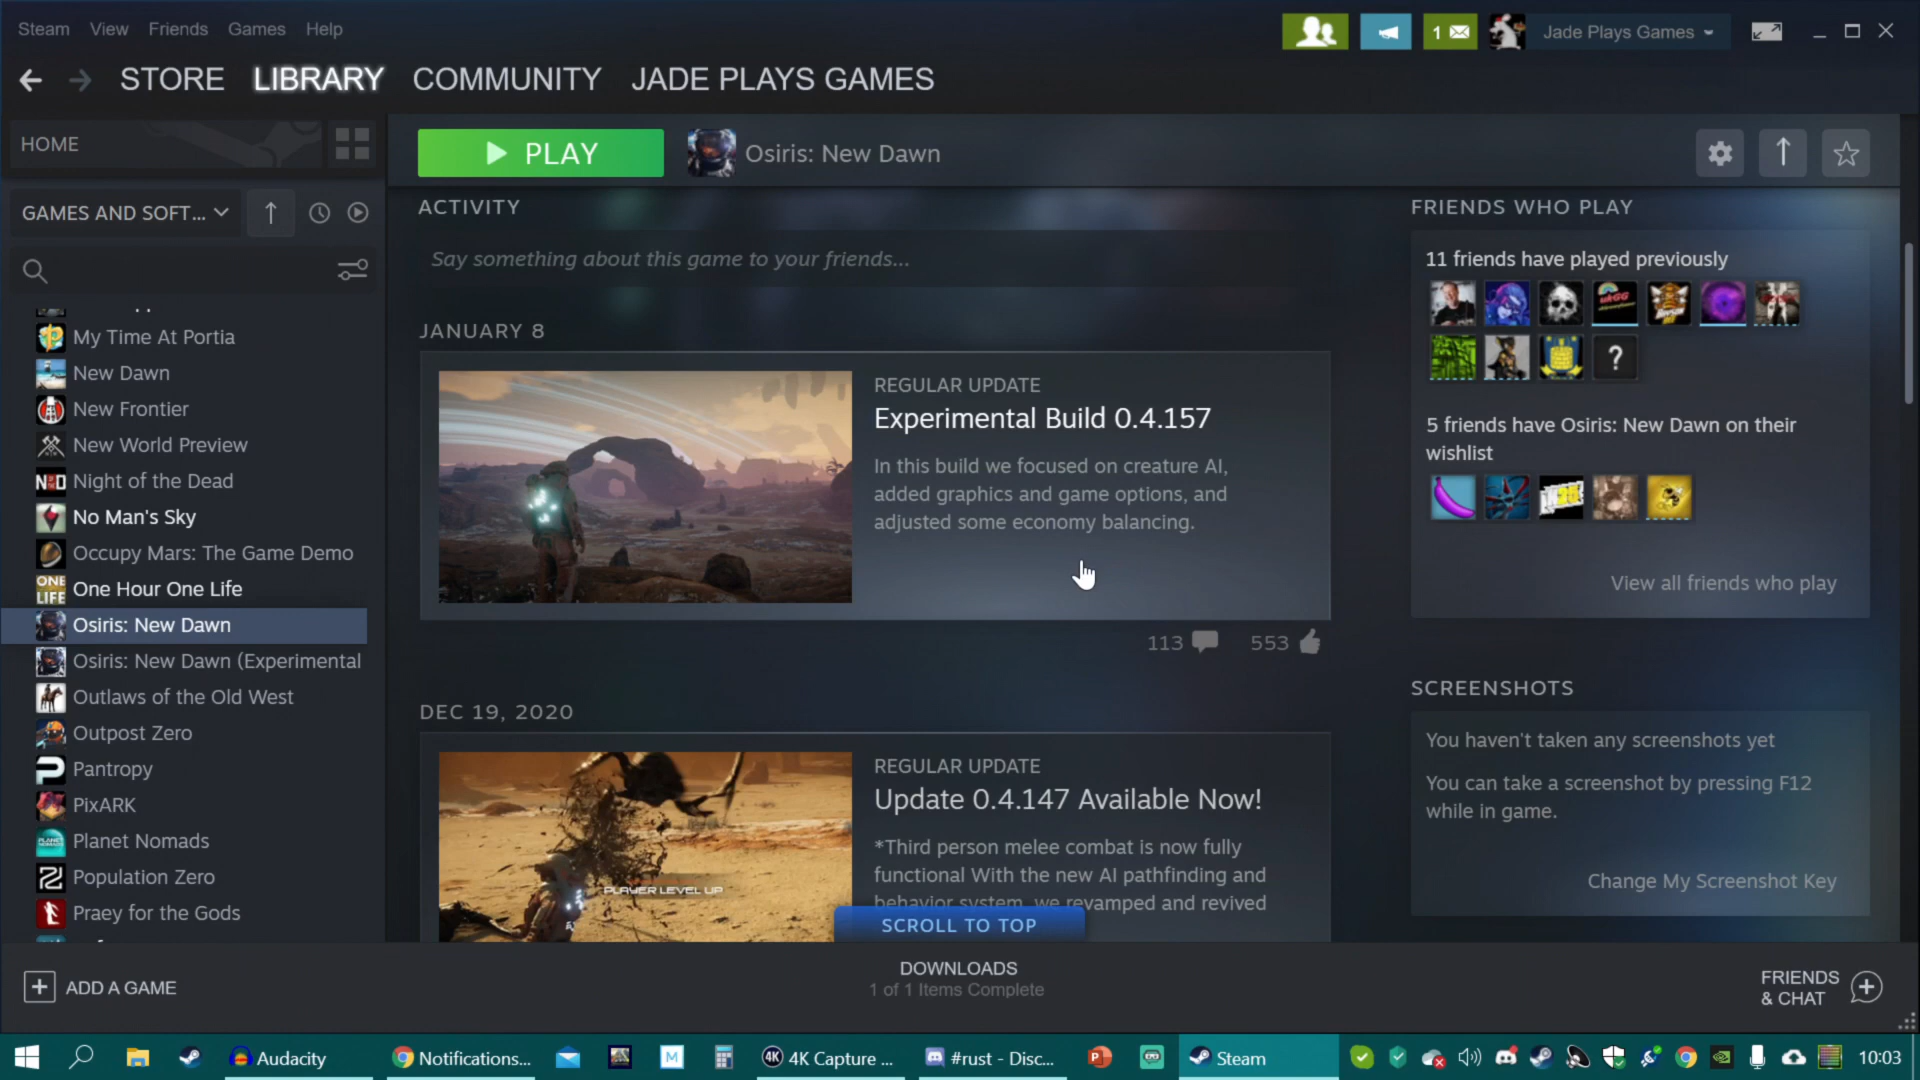 Steam View Friends Games Help
1
Jade Plays Games
STORE LIBRARY COMMUNITY JADE PLAYS GAMES
HOME
PLAY
Osiris: New Dawn
GAMES AND SOFT...
ACTIVITY
Say something about this game to your friends...
JANUARY 8
REGULAR UPDATE
Experimental Build 0.4.157
In this build we focused on creature AI,
added graphics and game options, and
adjusted some economy balancing.
113 553
DEC 19, 2020
PLAYER LEVEL UP
REGULAR UPDATE
Update 0.4.147 Available Now!
*Third person melee combat is now fully
functional With the new AI pathfinding and
behavior system, we revamped and revived
SCROLL TO TOP
FRIENDS WHO PLAY
11 friends have played previously
?
5 friends have Osiris: New Dawn on their
wishlist
View all friends who play
SCREENSHOTS
You haven't taken any screenshots yet
You can take a screenshot by pressing F12
while in game.
Change My Screenshot Key
My Time At Portia
New Dawn
New Frontier
New World Preview
Night of the Dead
No Man's Sky
Occupy Mars: The Game Demo
ONE LIFE One Hour One Life
Osiris: New Dawn
Osiris: New Dawn (Experimental
Outlaws of the Old West
Outpost Zero
Pantropy
PixARK
Planet Nomads
Population Zero
Praey for the Gods
ADD A GAME
DOWNLOADS
1 of 1 Items Complete
FRIENDS
& CHAT
Audacity
Notifications...
M
4K 4K Capture ...
#rust - Disc...
Steam
10:03